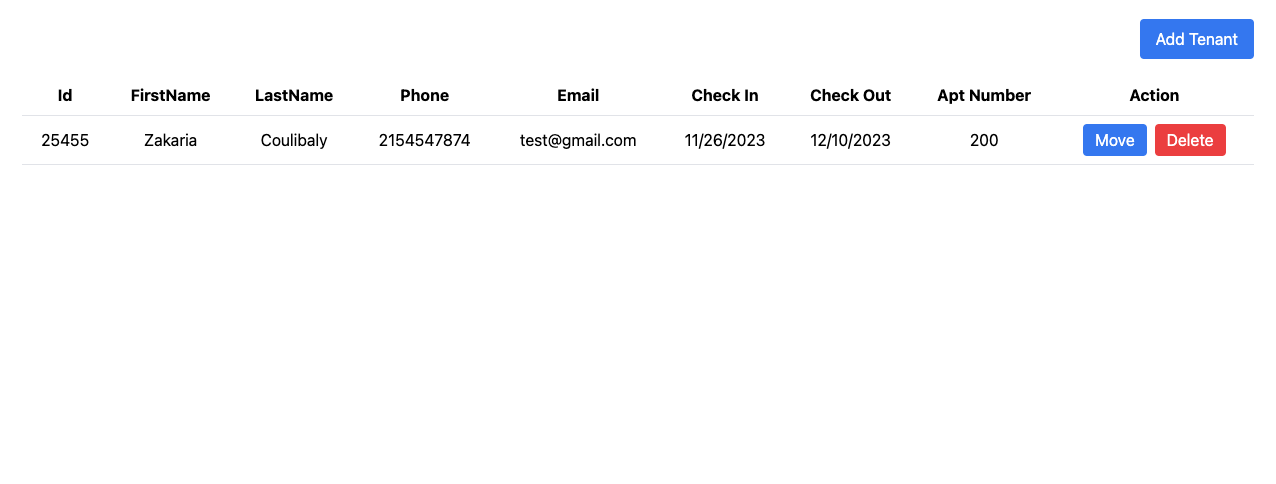 Add Tenant
Id FirstName LastName Phone Email Check In Check Out Apt Number Action
25455 Zakaria Coulibaly 2154547874 test@gmail.com 11/26/2023 12/10/2023 200 Move Delete